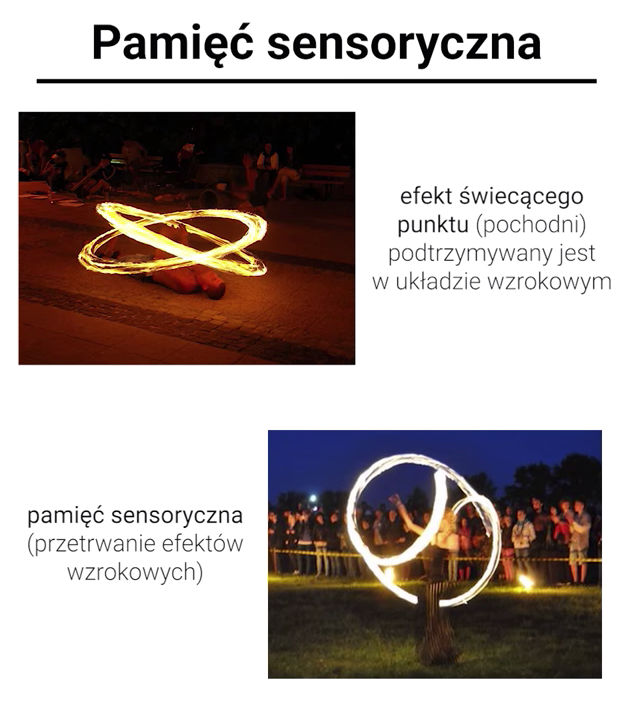 Pamięć sensoryczna
efekt świecącego
punktu (pochodni)
podtrzymywany jest
w układzie wzrokowym
pamięć sensoryczna
(przetrwanie efektów
wzrokowych)